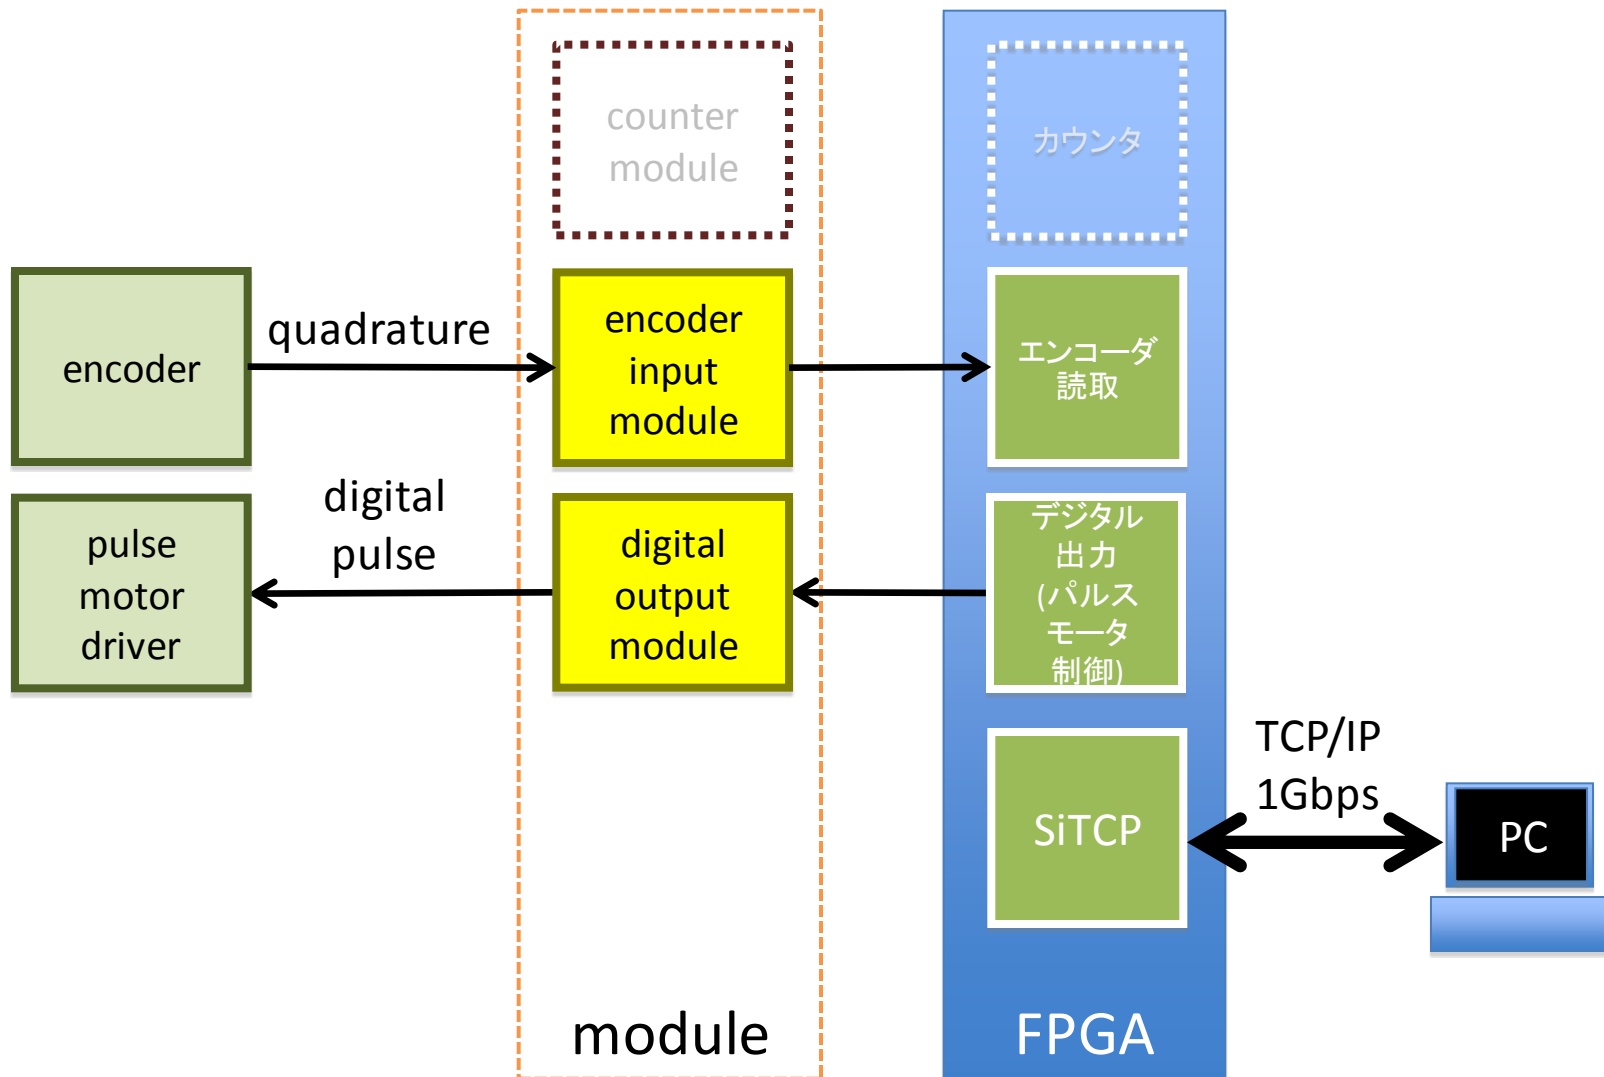 counter
module
カウンタ
encoder
quadrature
encoder
input
module
エンコーダ
読取
pulse
motor
driver
digital
pulse
digital
output
module
デジタル
出力
(パルス
モータ
制御)
SiTCP
TCP/IP
1Gbps
PC
module
FPGA